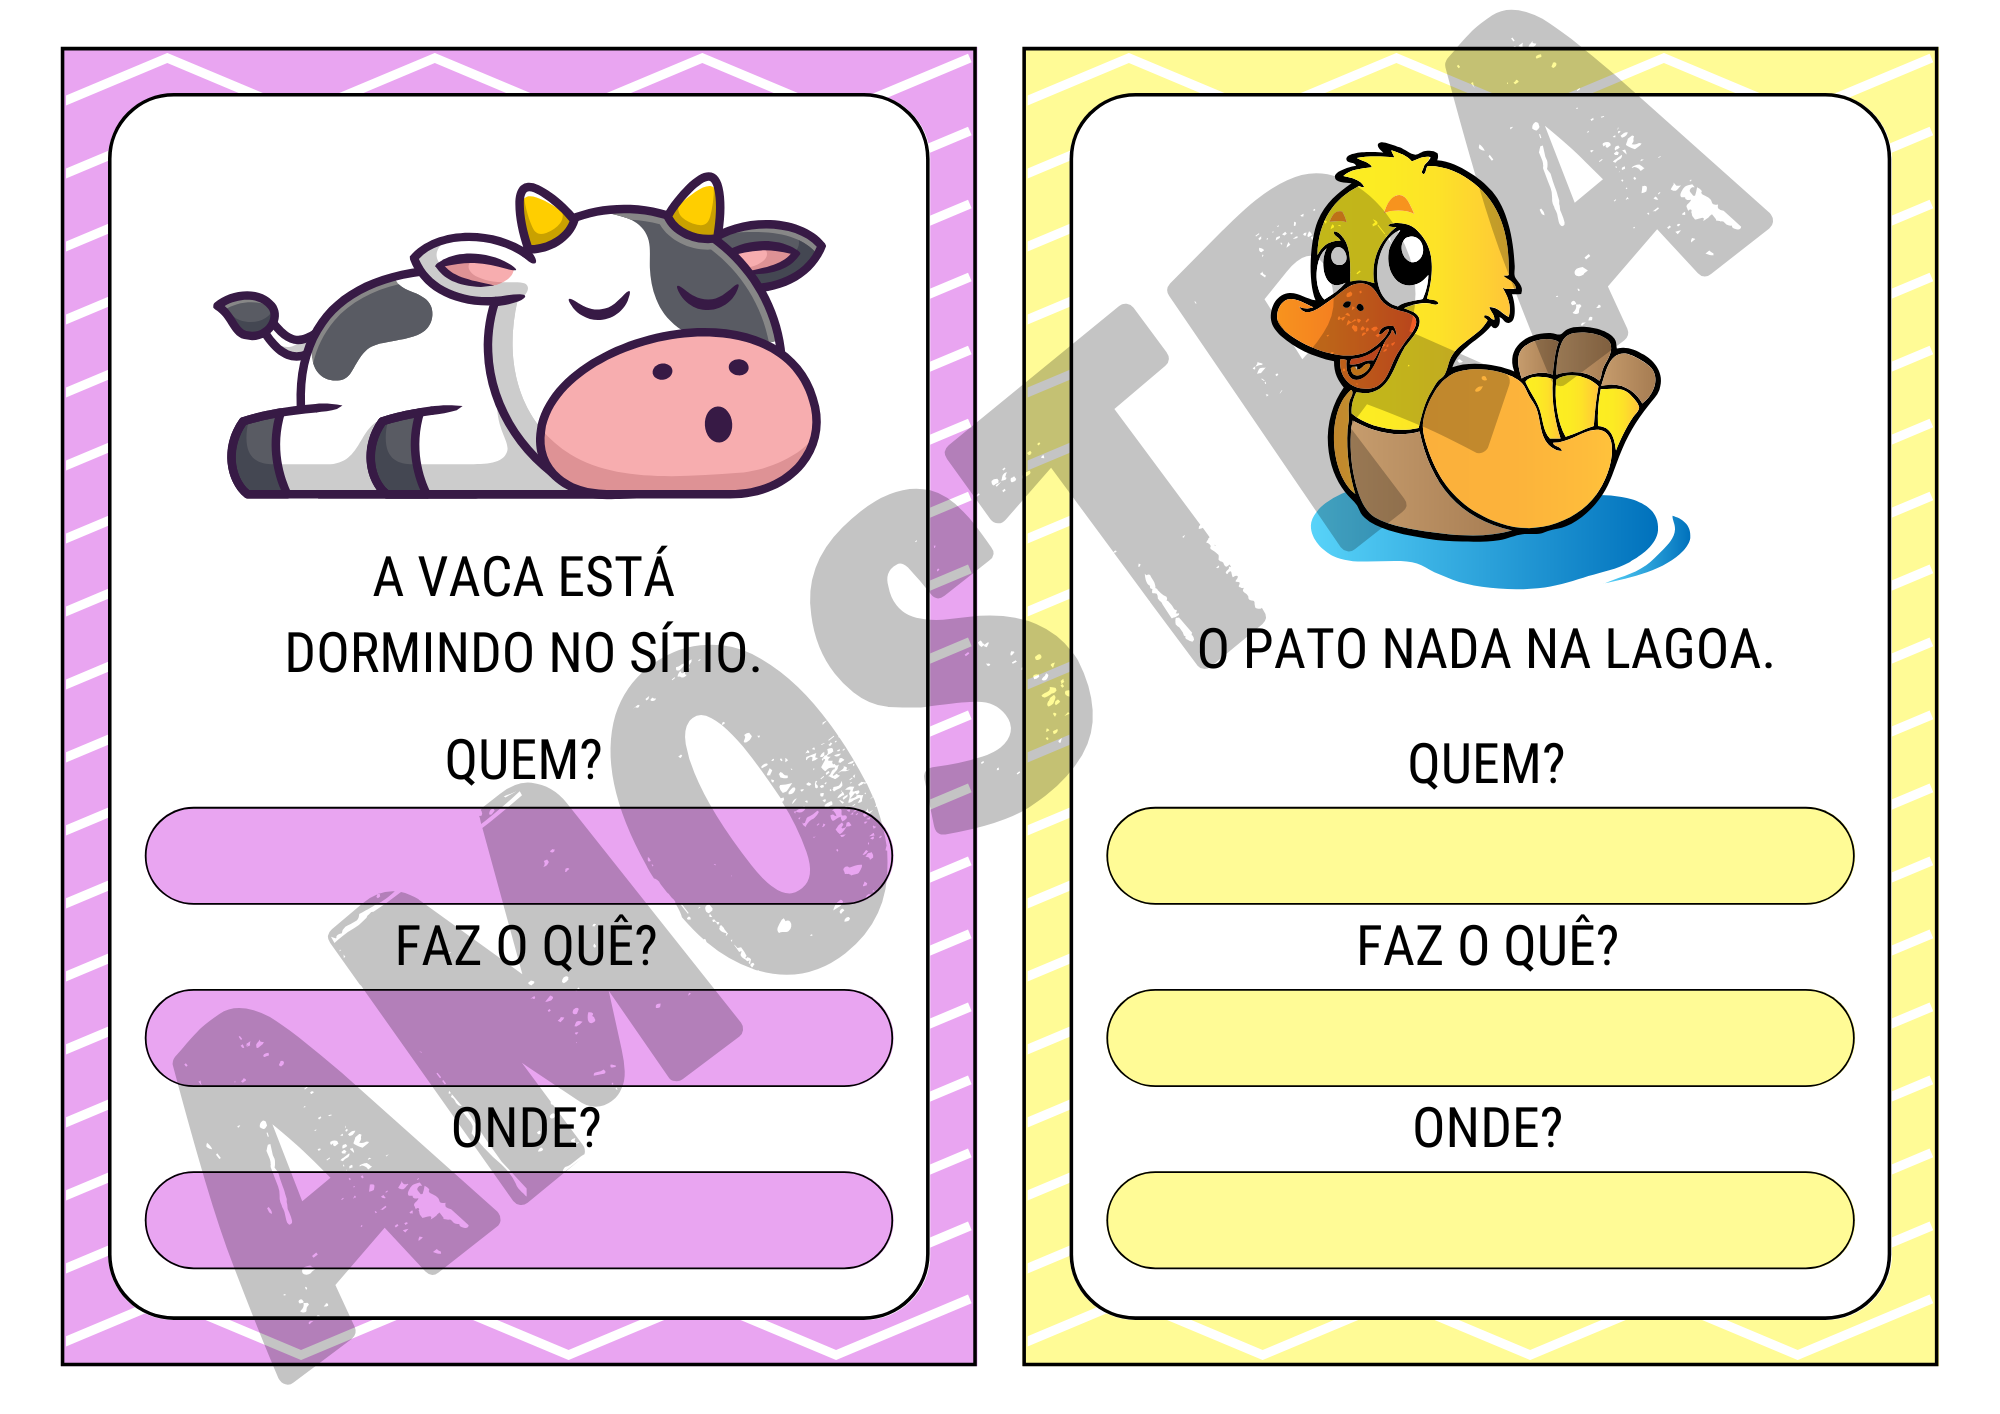 A VACA ESTÁ
DORMINDO NO SÍTIO.
QUEM?
FAZ O QUÊ?
ONDE?
O PATO NADA NA LAGOA.
QUEM?
FAZ O QUÊ?
ONDE?
AMOSTRA